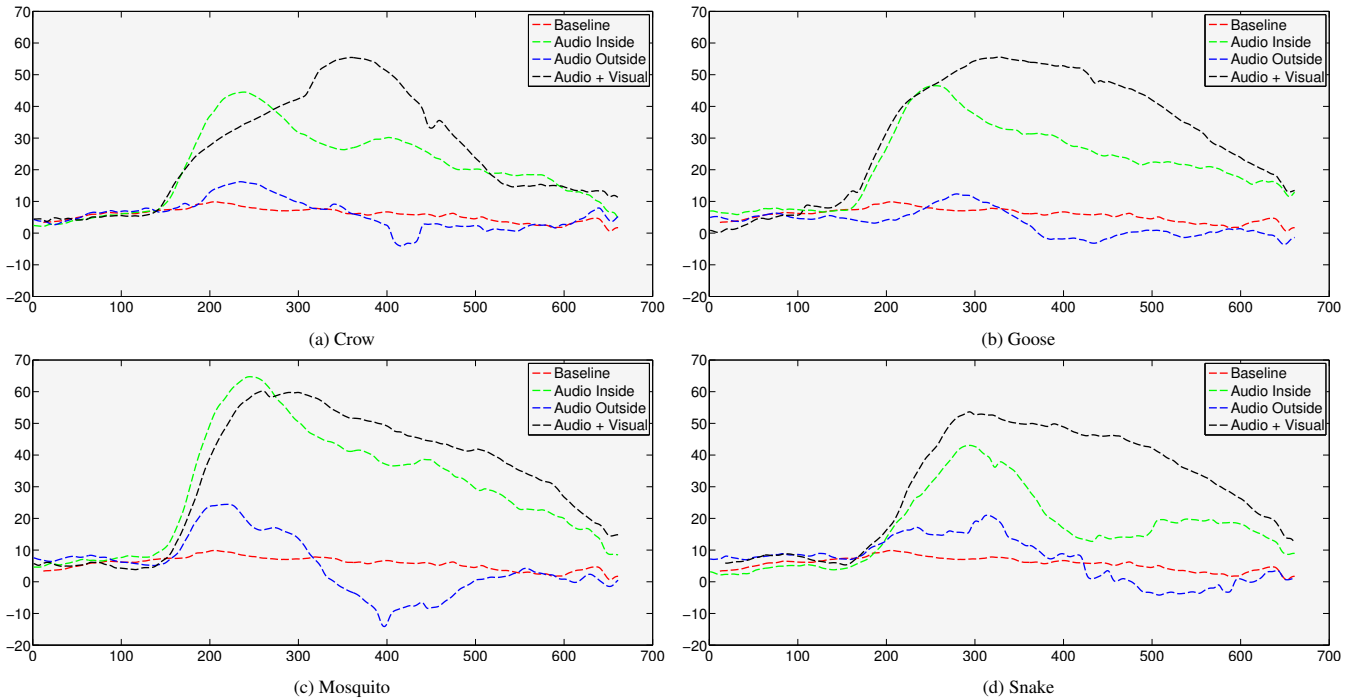 70
60
50
40
30
20
10
0
−10
−20
0 100 200 300 400 500 600 700
Baseline
Audio Inside
Audio Outside
Audio + Visual
(a) Crow
70
60
50
40
30
20
10
0
−10
−20
0 100 200 300 400 500 600 700
Baseline
Audio Inside
Audio Outside
Audio + Visual
(b) Goose
70
60
50
40
30
20
10
0
−10
−20
0 100 200 300 400 500 600 700
Baseline
Audio Inside
Audio Outside
Audio + Visual
(c) Mosquito
70
60
50
40
30
20
10
0
−10
−20
0 100 200 300 400 500 600 700
Baseline
Audio Inside
Audio Outside
Audio + Visual
(d) Snake